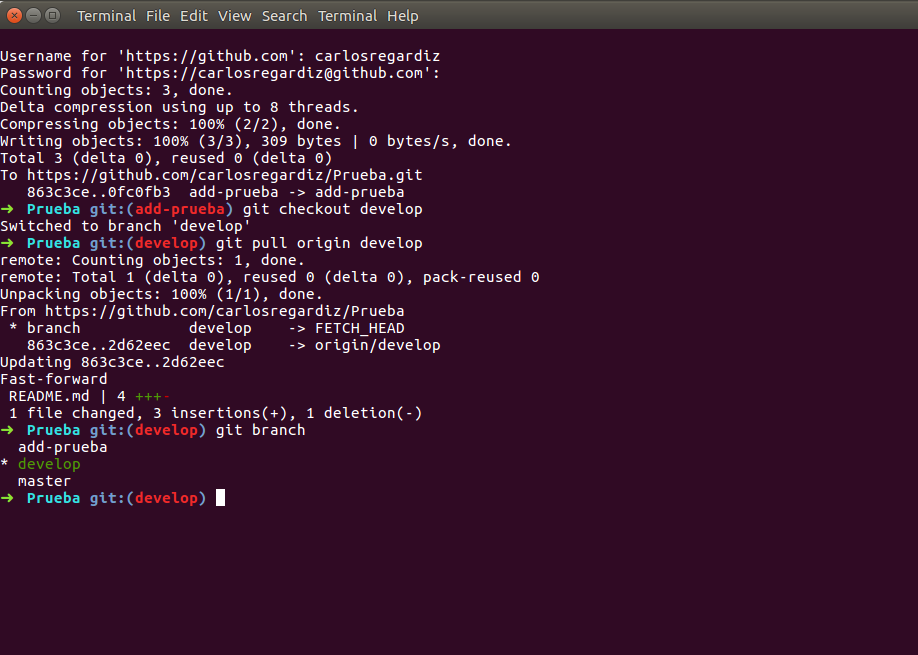 Terminal File Edit View Search Terminal Help
Username for 'https://github.com': carlosregardiz
Password for 'https://carlosregardiz@github.com':
Counting objects: 3, done.
Delta compression using up to 8 threads.
Compressing objects: 100% (2/2), done.
Writing objects: 100% (3/3), 309 bytes | 0 bytes/s, done.
Total 3 (delta 0), reused 0 (delta 0)
To https://github.com/carlosregardiz/Prueba.git
   863c3ce..0fc0fb3  add-prueba -> add-prueba
➜  Prueba git:(add-prueba) git checkout develop
Switched to branch 'develop'
➜  Prueba git:(develop) git pull origin develop
remote: Counting objects: 1, done.
remote: Total 1 (delta 0), reused 0 (delta 0), pack-reused 0
Unpacking objects: 100% (1/1), done.
From https://github.com/carlosregardiz/Prueba
 * branch            develop    -> FETCH_HEAD
   863c3ce..2d62eec  develop    -> origin/develop
Updating 863c3ce..2d62eec
Fast-forward
 README.md | 4 +++-
 1 file changed, 3 insertions(+), 1 deletion(-)
➜  Prueba git:(develop) git branch
  add-prueba
* develop
  master
➜  Prueba git:(develop)